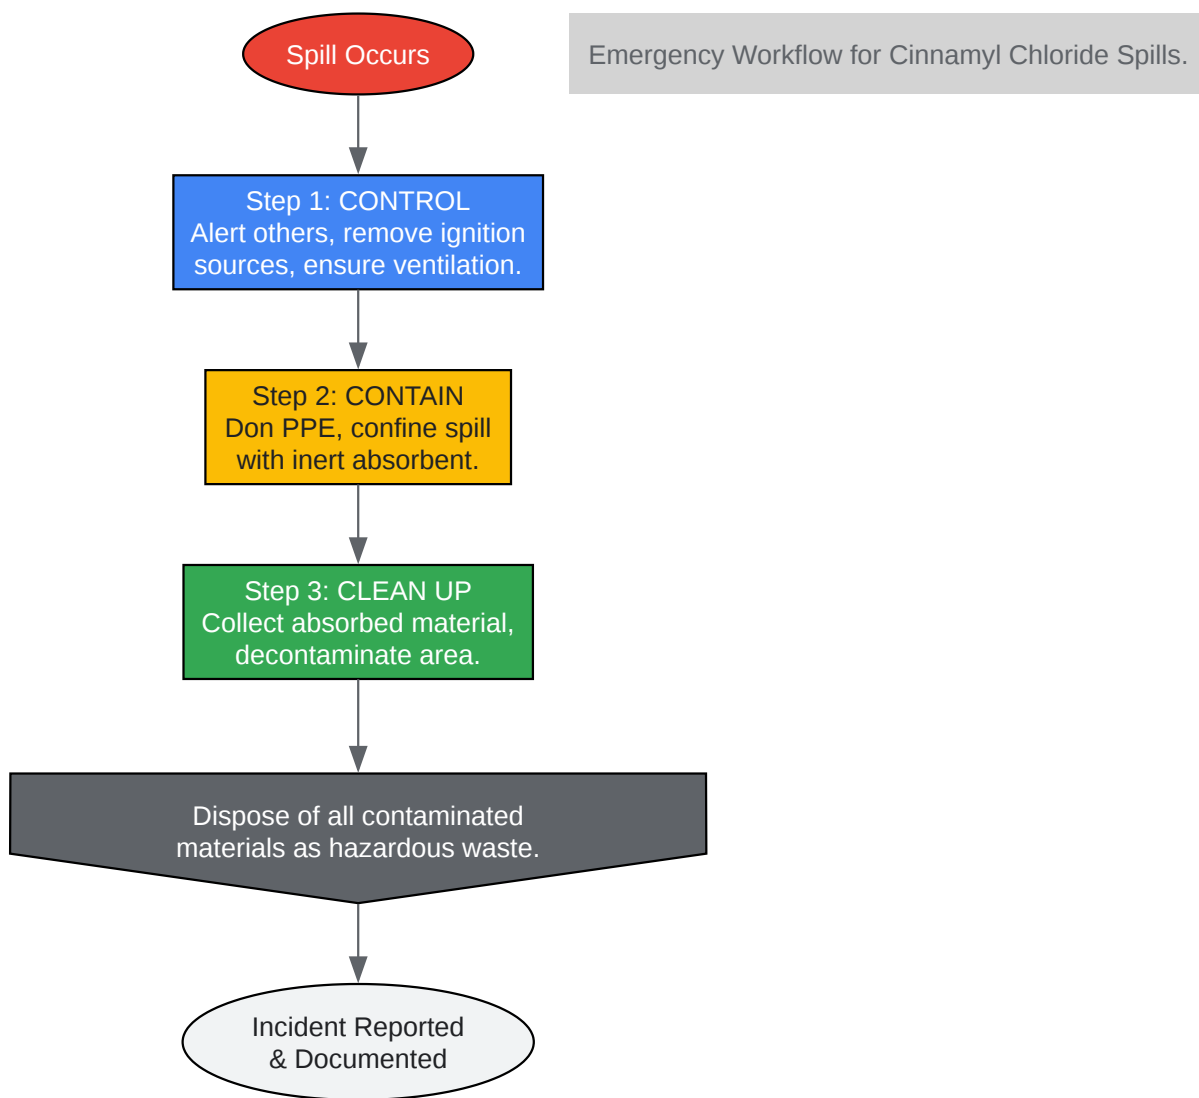 Spill Occurs
Emergency Workflow for Cinnamyl Chloride Spills.
Step 1: CONTROL
Alert others, remove ignition
sources, ensure ventilation.
Step 2: CONTAIN
Don PPE, confine spill
with inert absorbent.
Step 3: CLEAN UP
Collect absorbed material,
decontaminate area.
Dispose of all contaminated
materials as hazardous waste.
Incident Reported
& Documented